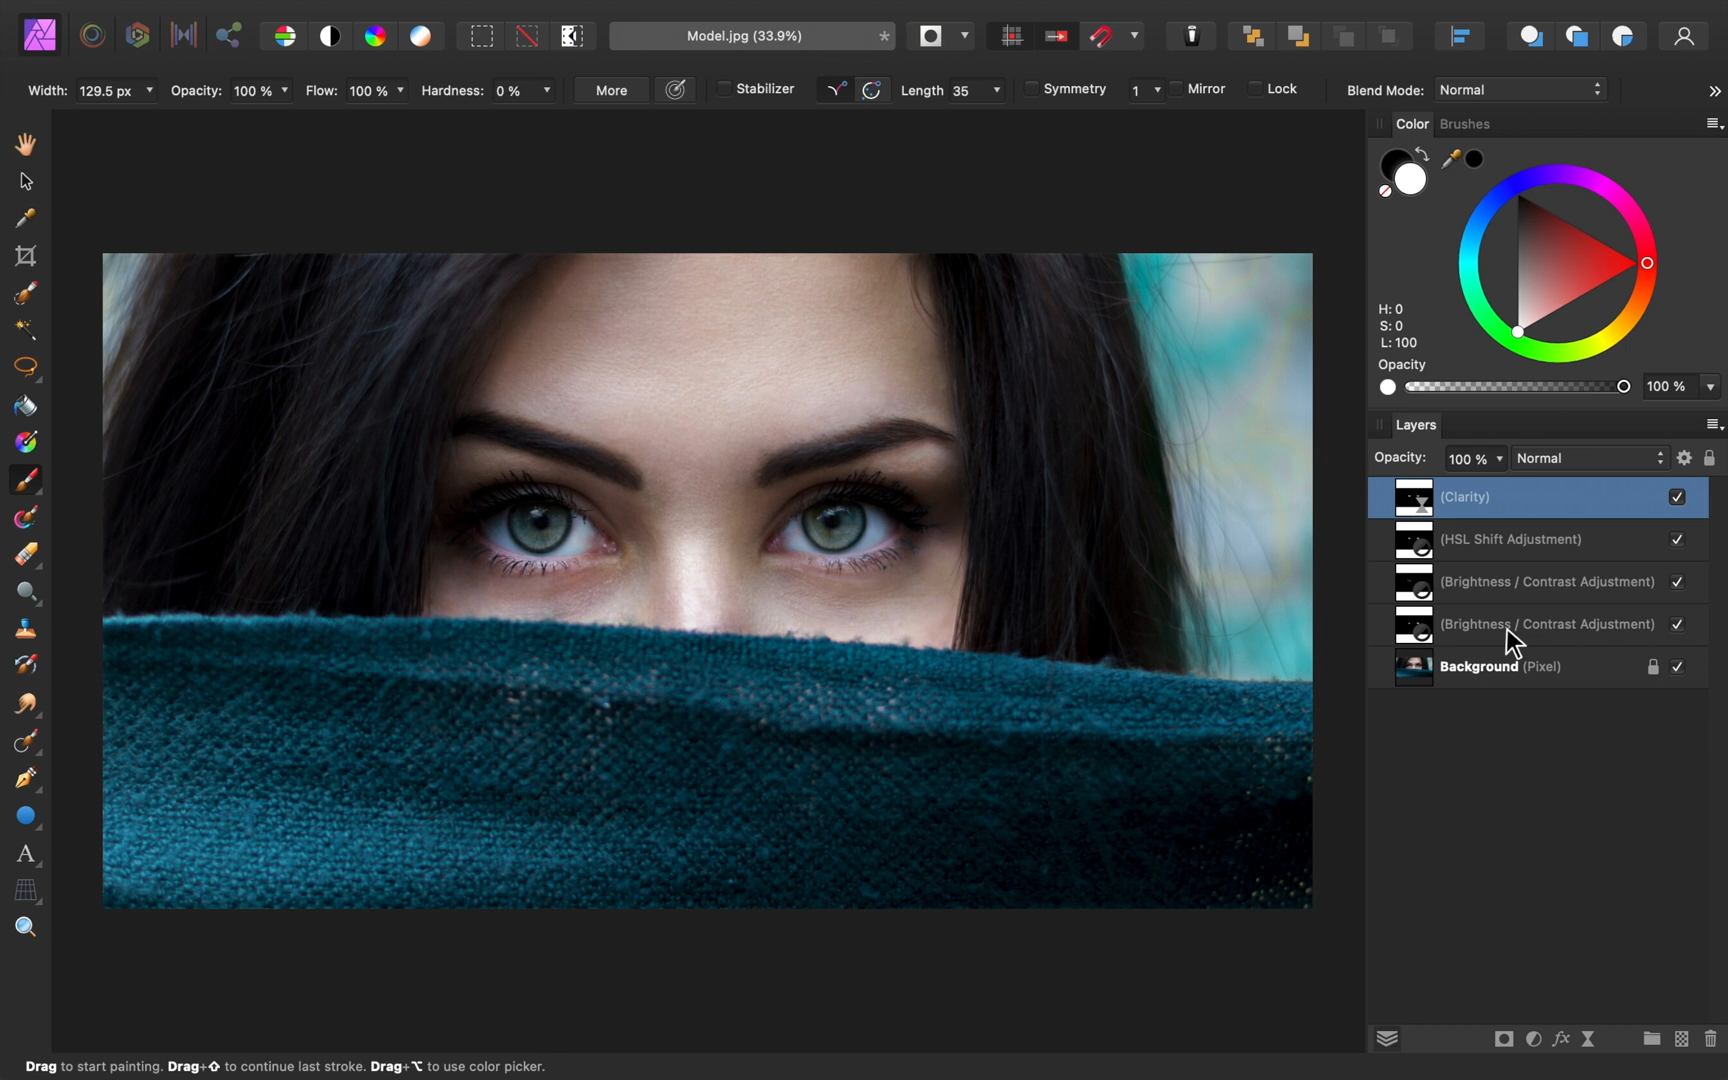 Model.jpg (33.9%) *
Width: 129.5 px Opacity: 100 % Flow: 100 % Hardness: 0 % More Stabilizer Length 35 Symmetry 1 Mirror Lock Blend Mode: Normal
Color Brushes
H: 0
S: 0
L: 100
Opacity
100 %
Layers
Opacity: 100 % Normal
(Clarity)
(HSL Shift Adjustment)
(Brightness / Contrast Adjustment)
(Brightness / Contrast Adjustment)
Background (Pixel)
A
fx
Drag to start painting. Drag+⇧ to continue last stroke. Drag+⌥ to use color picker.